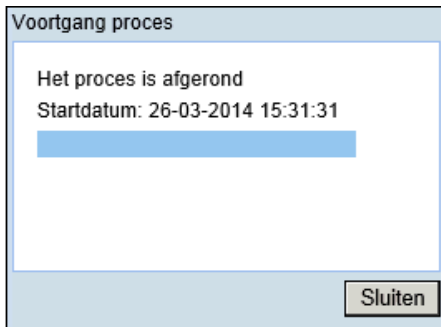 Voortgang proces
Het proces is afgerond
Startdatum: 26-03-2014 15:31:31
Sluiten